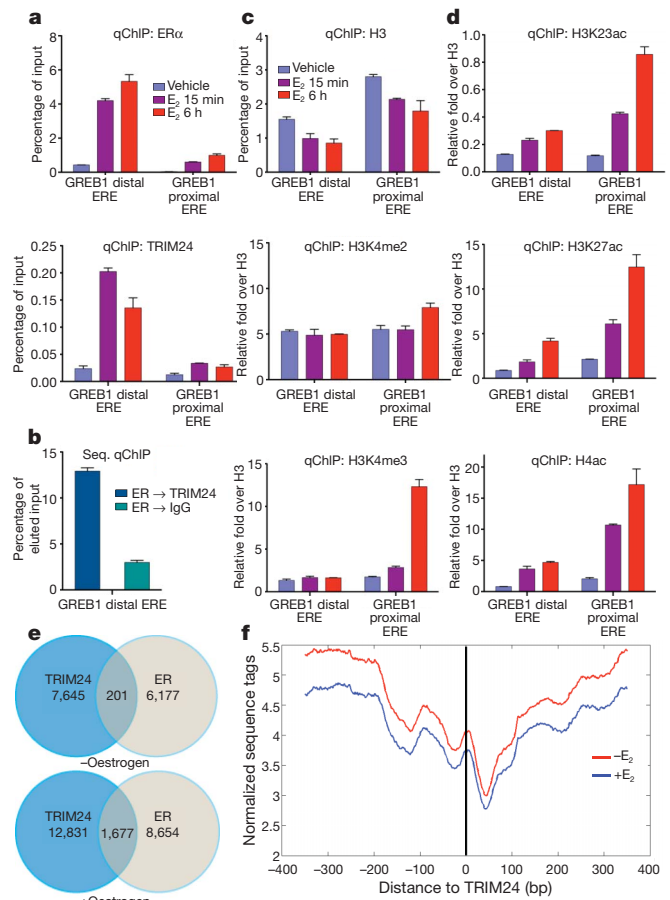 a
qChIP: ERα
Percentage of input
8
6
4
2
0
Vehicle
E₂ 15 min
E₂ 6 h
GREB1 distal
ERE
GREB1
proximal
ERE
qChIP: TRIM24
Percentage of input
0.25
0.20
0.15
0.10
0.05
0.00
GREB1 distal
ERE
GREB1
proximal
ERE
b
Seq. qChIP
Percentage of
eluted input
15
10
5
0
ER → TRIM24
ER → IgG
GREB1 distal ERE
c
qChIP: H3
Percentage of input
4
3
2
1
0
Vehicle
E₂ 15 min
E₂ 6 h
GREB1 distal
ERE
GREB1
proximal
ERE
qChIP: H3K4me2
Relative fold over H3
15
10
5
0
GREB1 distal
ERE
GREB1
proximal
ERE
qChIP: H3K4me3
Relative fold over H3
15
10
5
0
GREB1 distal
ERE
GREB1
proximal
ERE
d
qChIP: H3K23ac
Relative fold over H3
1.0
0.8
0.6
0.4
0.2
0.0
GREB1 distal
ERE
GREB1
proximal
ERE
qChIP: H3K27ac
Relative fold over H3
15
10
5
0
GREB1 distal
ERE
GREB1
proximal
ERE
qChIP: H4ac
Relative fold over H3
20
15
10
5
0
GREB1 distal
ERE
GREB1
proximal
ERE
e
TRIM24
7,645
201
ER
6,177
–Oestrogen
TRIM24
12,831
1,677
ER
8,654
+Oestrogen
f
Normalized sequence tags
5.5
5
4.5
4
3.5
3
2.5
2
–E₂
+E₂
–400 –300 –200 –100 0 100 200 300 400
Distance to TRIM24 (bp)